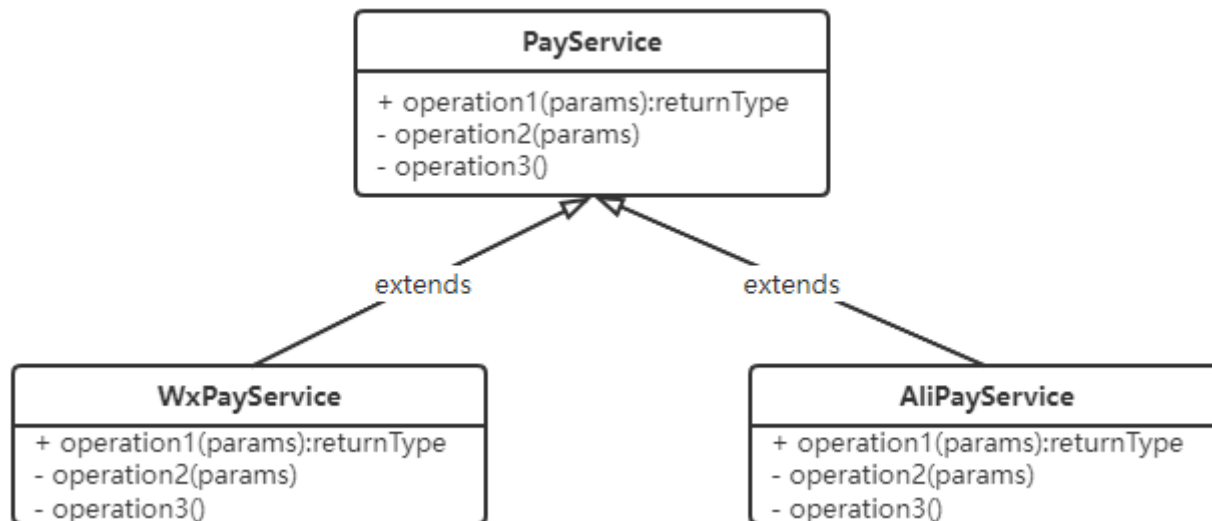 PayService
+ operation1(params):returnType
- operation2(params)
- operation3()
extends
extends
WxPayService
+ operation1(params):returnType
- operation2(params)
- operation3()
AliPayService
+ operation1(params):returnType
- operation2(params)
- operation3()